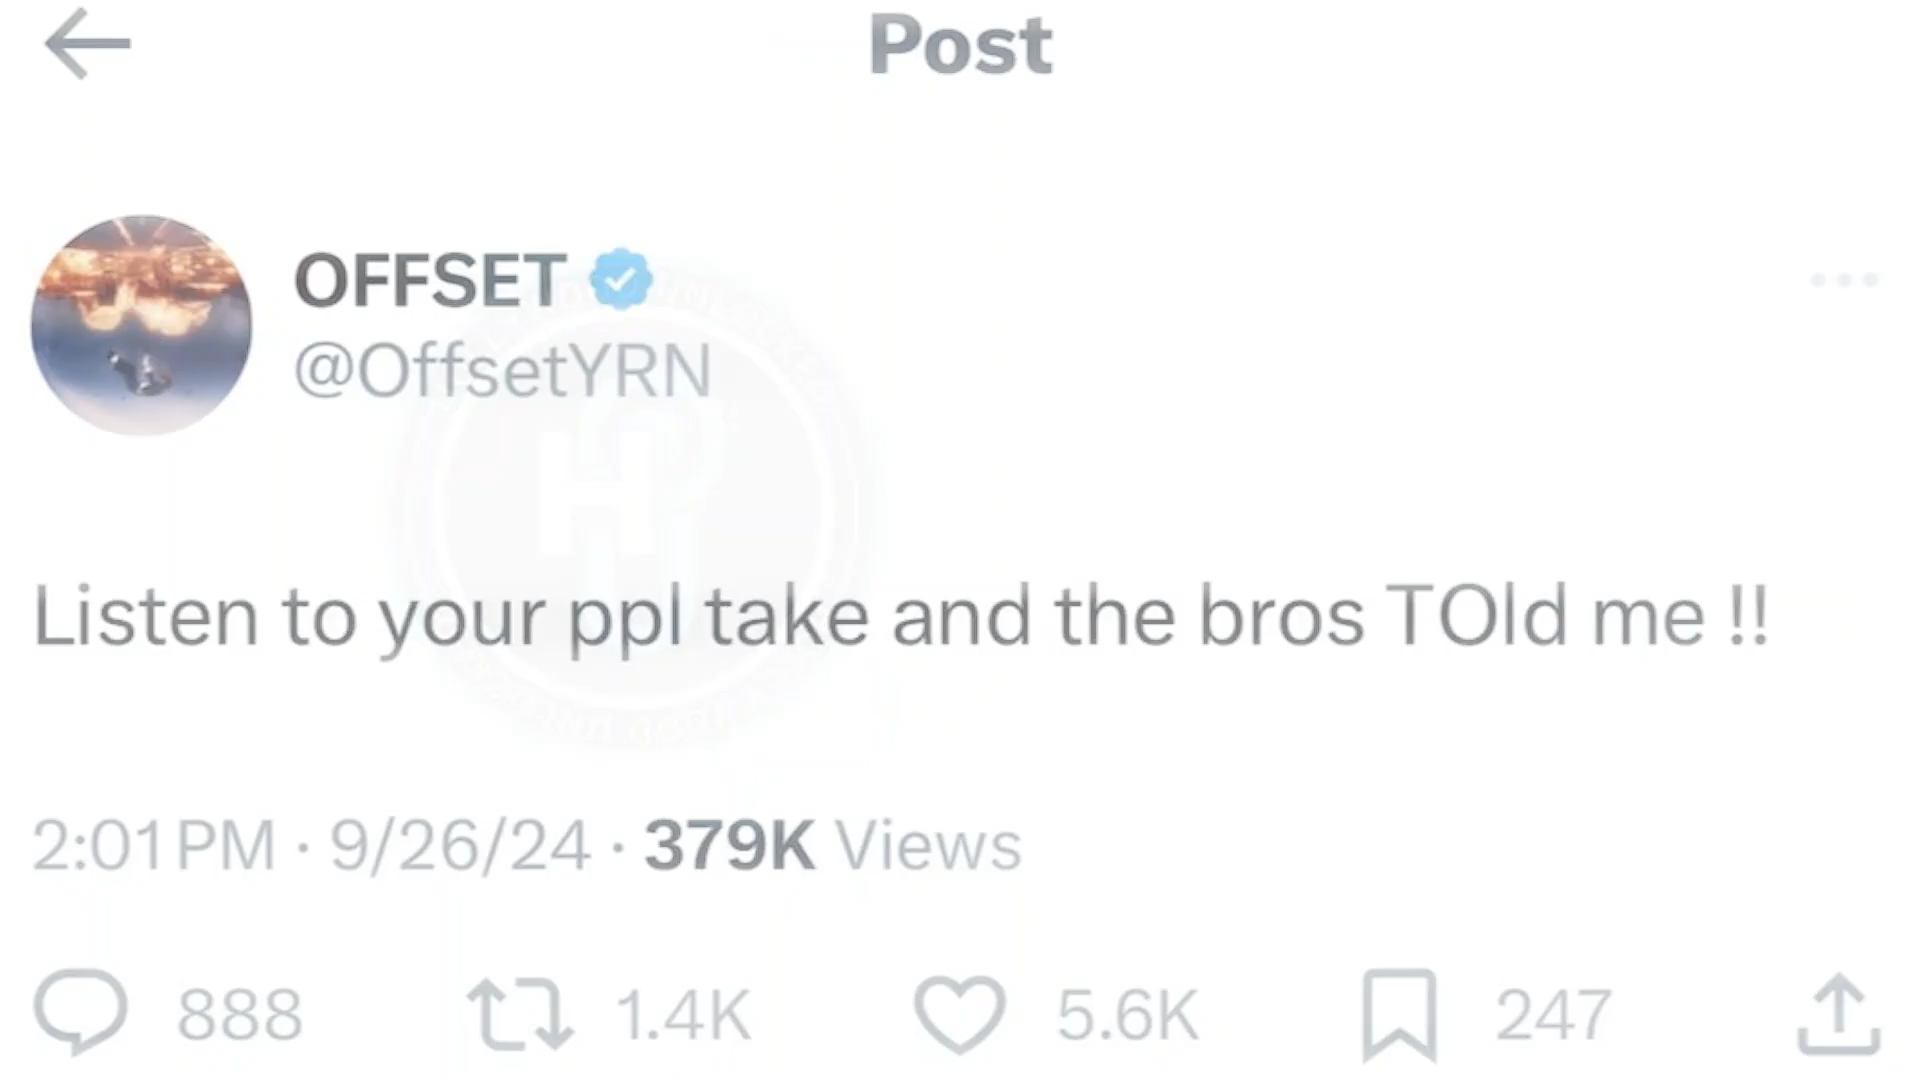 Post
OFFSET
@OffsetYRN
Listen to your ppl take and the bros TOld me !!
2:01 PM · 9/26/24 · 379K Views
888 1.4K 5.6K 247